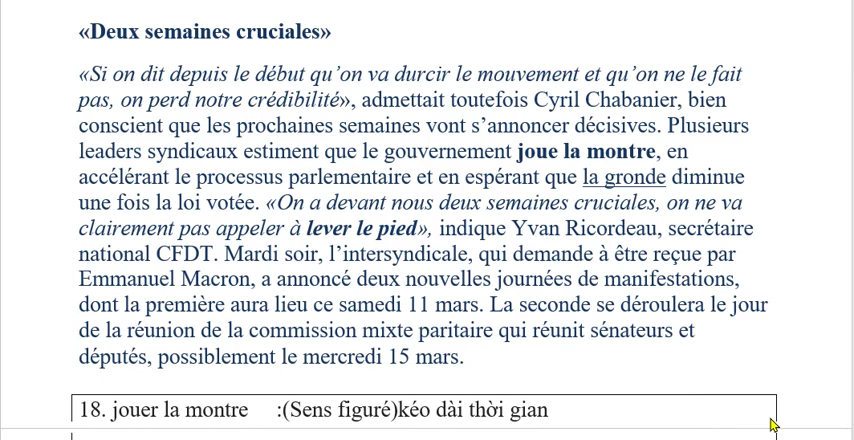 «Deux semaines cruciales»
«Si on dit depuis le début qu’on va durcir le mouvement et qu’on ne le fait
pas, on perd notre crédibilité», admettait toutefois Cyril Chabanier, bien
conscient que les prochaines semaines vont s’annoncer décisives. Plusieurs
leaders syndicaux estiment que le gouvernement joue la montre, en
accélérant le processus parlementaire et en espérant que la gronde diminue
une fois la loi votée. «On a devant nous deux semaines cruciales, on ne va
clairement pas appeler à lever le pied», indique Yvan Ricordeau, secrétaire
national CFDT. Mardi soir, l’intersyndicale, qui demande à être reçue par
Emmanuel Macron, a annoncé deux nouvelles journées de manifestations,
dont la première aura lieu ce samedi 11 mars. La seconde se déroulera le jour
de la réunion de la commission mixte paritaire qui réunit sénateurs et
députés, possiblement le mercredi 15 mars.
18. jouer la montre :(Sens figuré)kéo dài thời gian